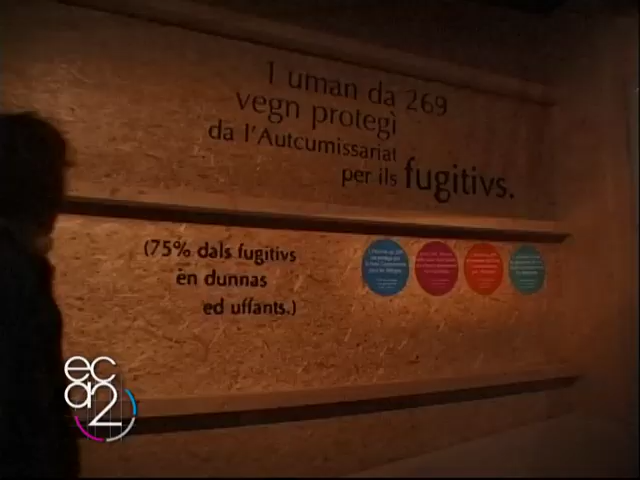 1 uman da 269
vegn protegì
da l'Autcumissariat
per ils fugitivs.
(75% dals fugitivs
èn dunnas
ed uffants.)
ec
a2